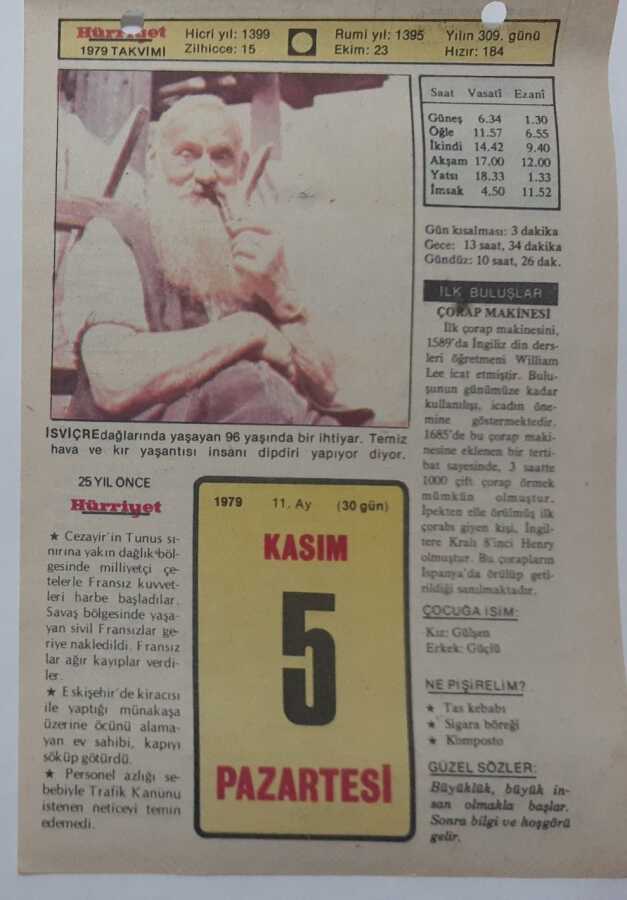 Hürriyet
1979 TAKVİMİ
Hicri yıl: 1399
Zilhicce: 15
Rumi yıl: 1395
Ekim: 23
Yılın 309. günü
Hızır: 184
Saat Vasatî Ezanî
Güneş 6.34 1.30
Öğle 11.57 6.55
İkindi 14.42 9.40
Akşam 17.00 12.00
Yatsı 18.33 1.33
İmsak 4.50 11.52
Gün kısalması: 3 dakika
Gece: 13 saat, 34 dakika
Gündüz: 10 saat, 26 dak.
İLK BULUŞLAR
ÇORAP MAKİNESİ
İlk çorap makinesini,
1589'da İngiliz din ders-
leri öğretmeni William
Lee icat etmiştir. Bulu-
şunun günümüze kadar
kullanılışı, icadın öne-
mine göstermektedir.
1685'de bu çorap maki-
nesine eklenen bir terti-
bat sayesinde, 3 saatte
1000 çift çorap örmek
mümkün olmuştur.
İpekten elle örülmüş ilk
çorabı giyen kişi, İngil-
tere Kralı 8'inci Henry
olmuştur. Bu çorapların
İspanya'da örülüp geti-
rildiği sanılmaktadır.
ÇOCUĞA İSİM:
Kız: Gülşen
Erkek: Güçlü
NE PİŞİRELİM?
★ Tas kebabı
★ Sigara böreği
★ Komposto
GÜZEL SÖZLER:
Büyüklük, büyük in-
san olmakla başlar.
Sonra bilgi ve hoşgörü
gelir.
İSVİÇREdağlarında yaşayan 96 yaşında bir ihtiyar. Temiz
hava ve kır yaşantısı insanı dipdiri yapıyor diyor.
25 YIL ÖNCE
Hürriyet
★ Cezayir'in Tunus sı-
nırına yakın dağlık böl-
gesinde milliyetçi çe-
telerle Fransız kuvvet-
leri harbe başladılar.
Savaş bölgesinde yaşa-
yan sivil Fransızlar ge-
riye nakledildi. Fransız
lar ağır kayıplar verdi-
ler.
★ Eskişehir'de kiracısı
ile yaptığı münakaşa
üzerine öcünü alama-
yan ev sahibi, kapıyı
söküp götürdü.
★ Personel azlığı se-
bebiyle Trafik Kanunu
istenen neticeyi temin
edemedi.
1979 11. Ay (30 gün)
KASIM
5
PAZARTESİ